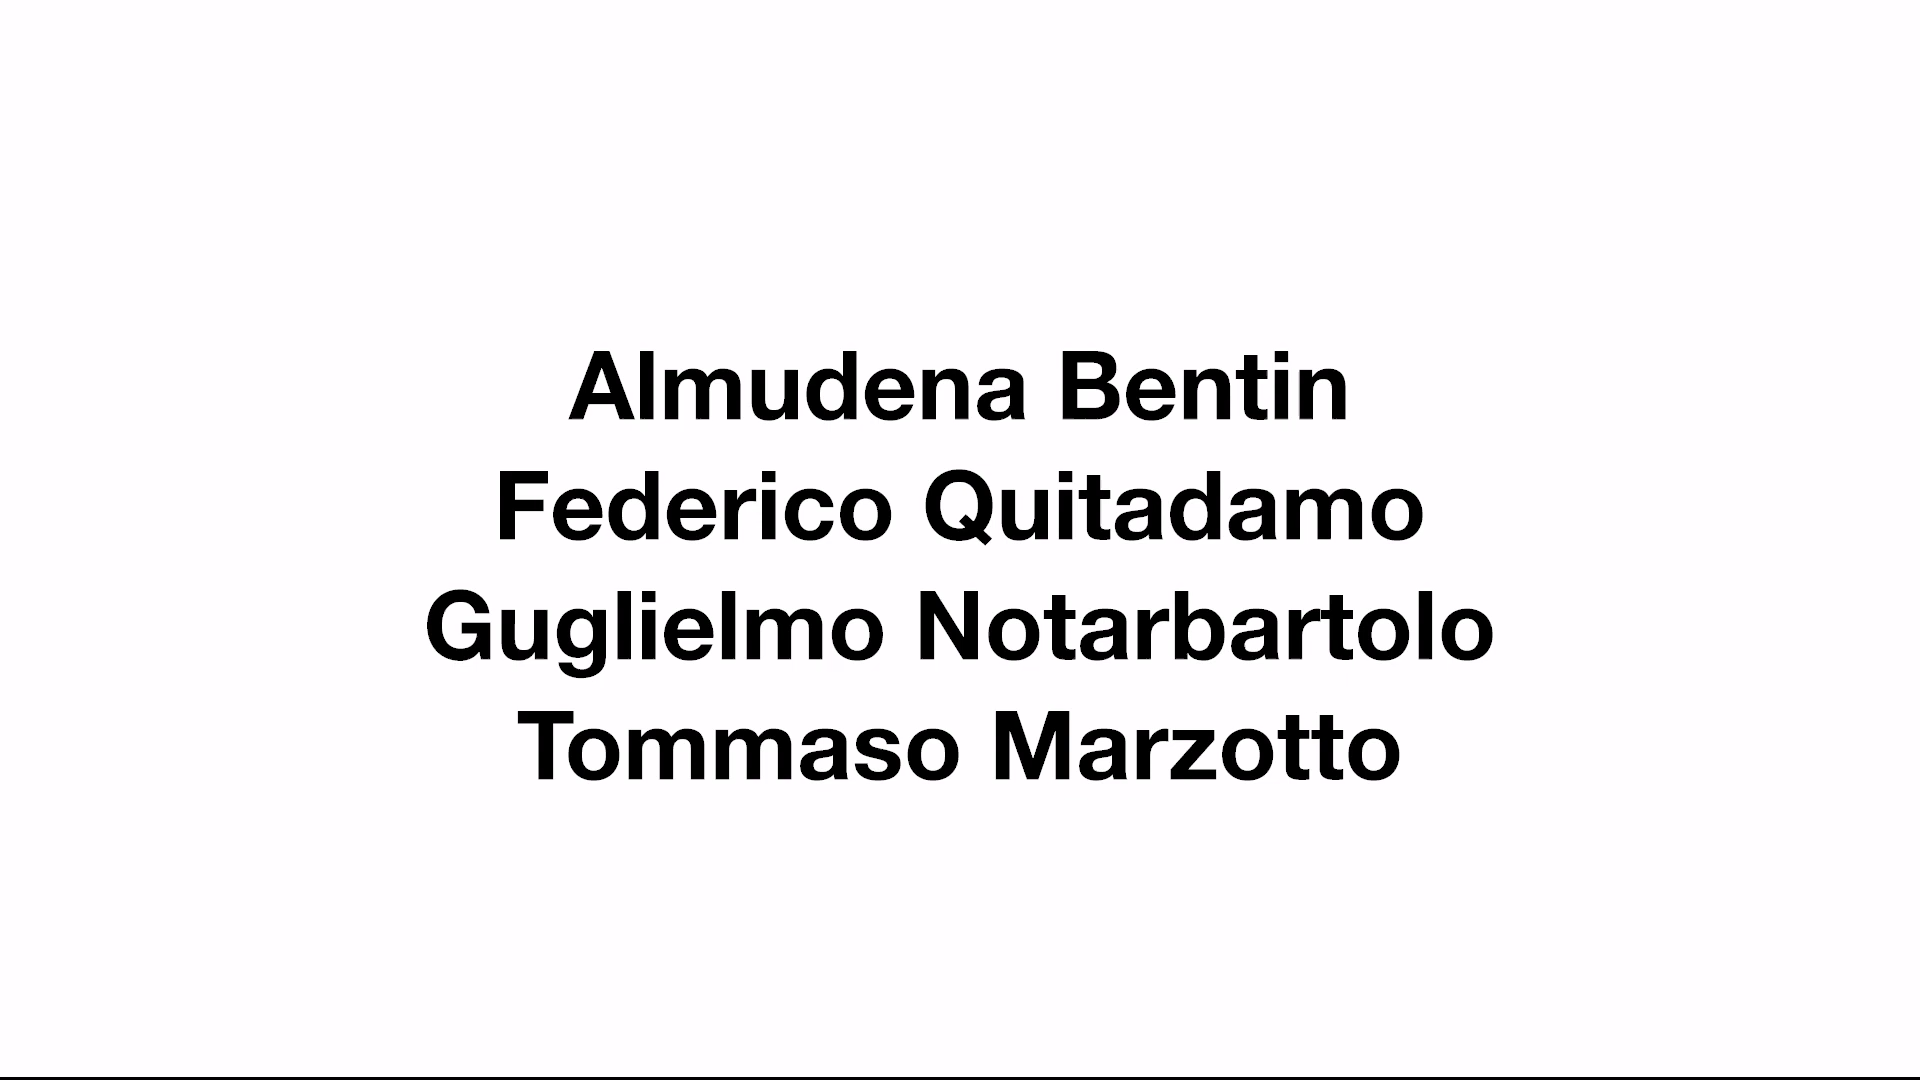 Almudena Bentin
Federico Quitadamo
Guglielmo Notarbartolo
Tommaso Marzotto